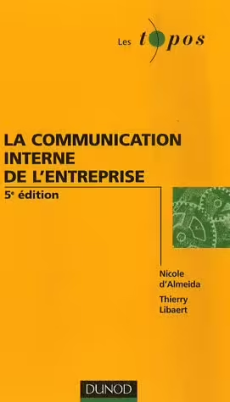 Les topos
LA COMMUNICATION
INTERNE
DE L'ENTREPRISE
5e édition
Nicole
d'Almeida
Thierry
Libaert
DUNOD